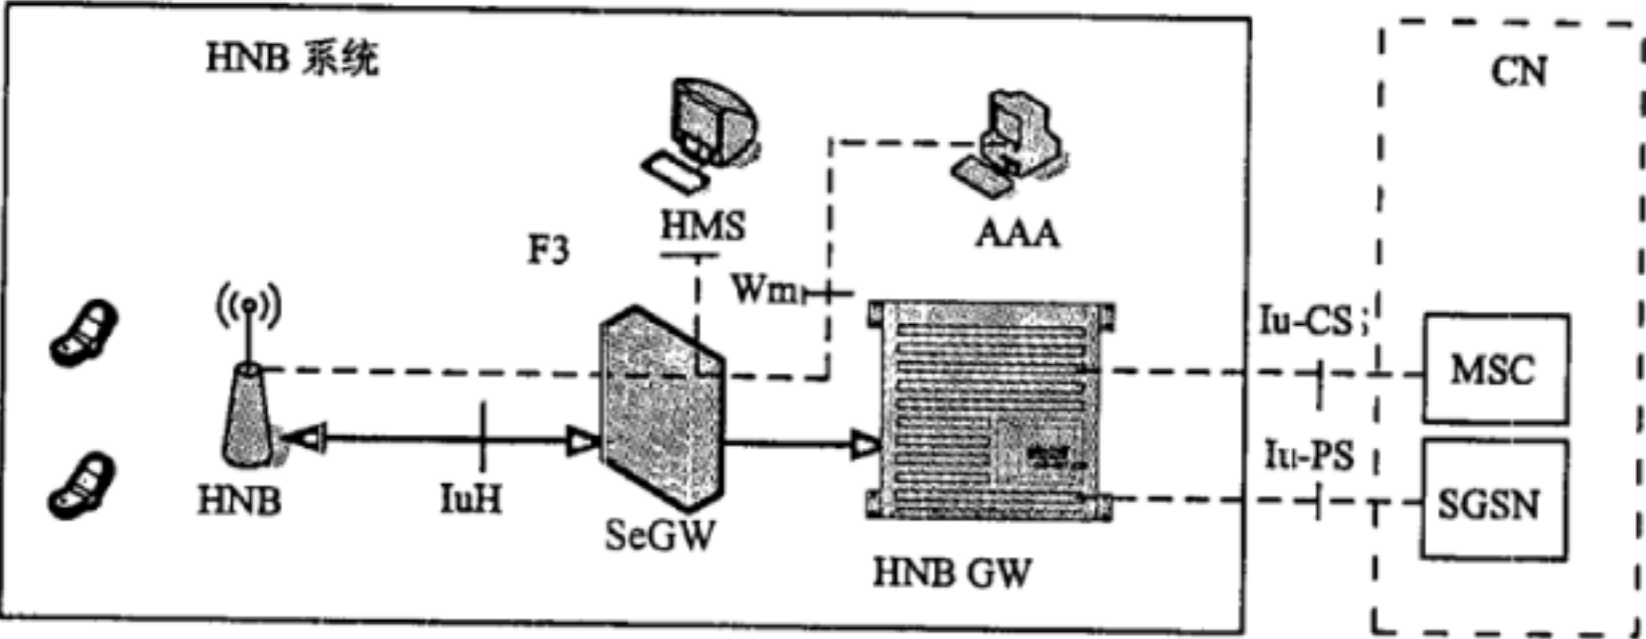 HNB 系统
CN
HMS
AAA
F3
Wm
Iu-CS
MSC
Iu-PS
SGSN
HNB
IuH
SeGW
HNB GW